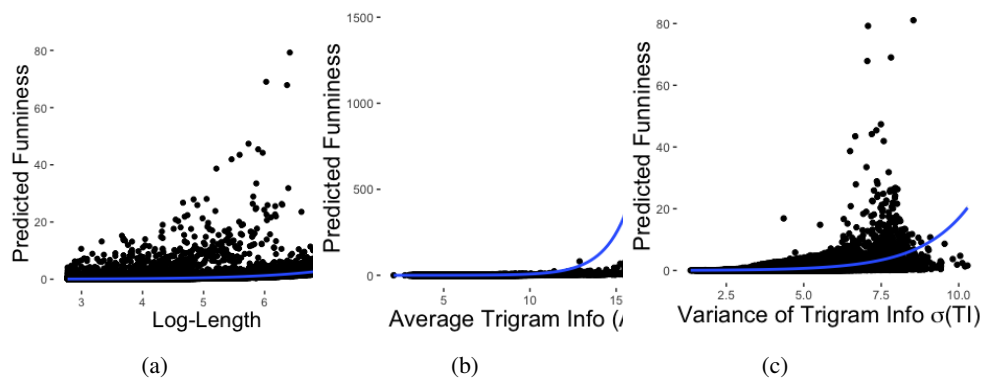 Predicted Funniness
80
60
40
20
0
3
4
5
6
Log-Length
(a)
Predicted Funniness
1500
1000
500
0
5
10
15
Average Trigram Info (
(b)
Predicted Funniness
80
60
40
20
0
2.5
5.0
7.5
10.0
Variance of Trigram Info σ(TI)
(c)